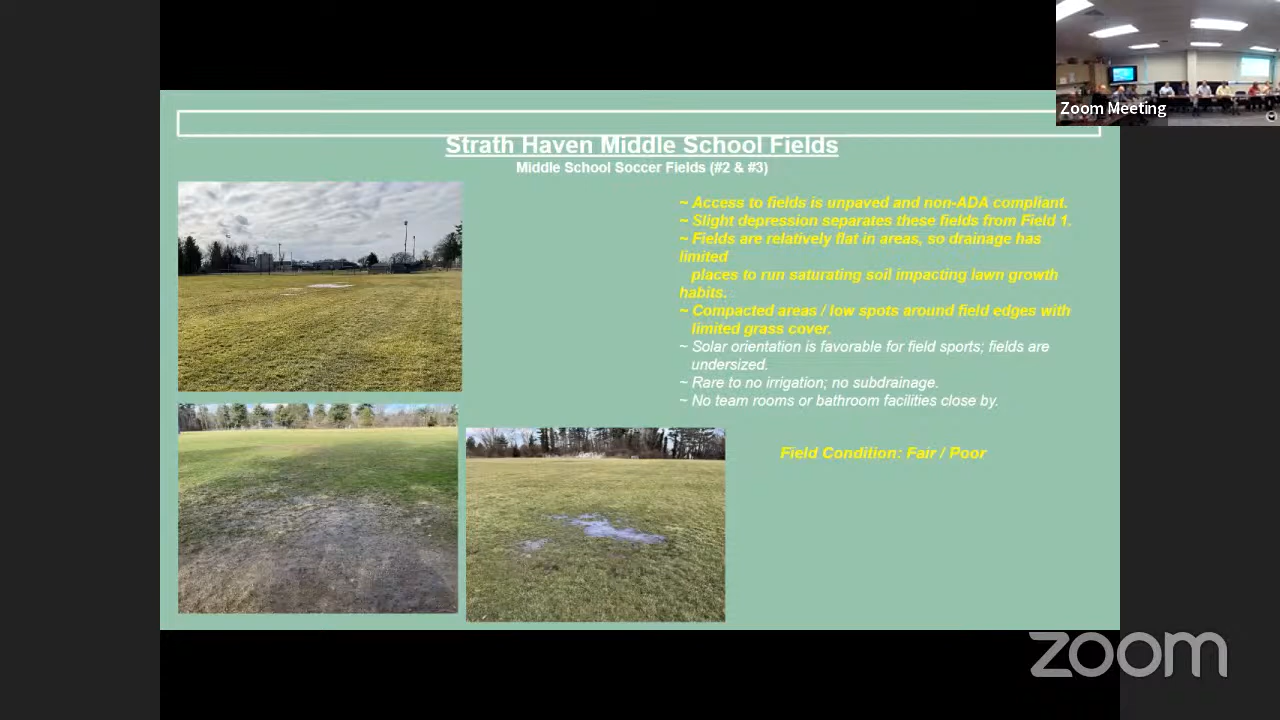 Zoom Meeting
Strath Haven Middle School Fields
Middle School Soccer Fields (#2 & #3)
~ Access to fields is unpaved and non-ADA compliant.
~ Slight depression separates these fields from Field 1.
~ Fields are relatively flat in areas, so drainage has
limited
places to run saturating soil impacting lawn growth
habits.
~ Compacted areas / low spots around field edges with
limited grass cover.
~ Solar orientation is favorable for field sports; fields are
undersized.
~ Rare to no irrigation; no subdrainage.
~ No team rooms or bathroom facilities close by.
Field Condition: Fair / Poor
zoom